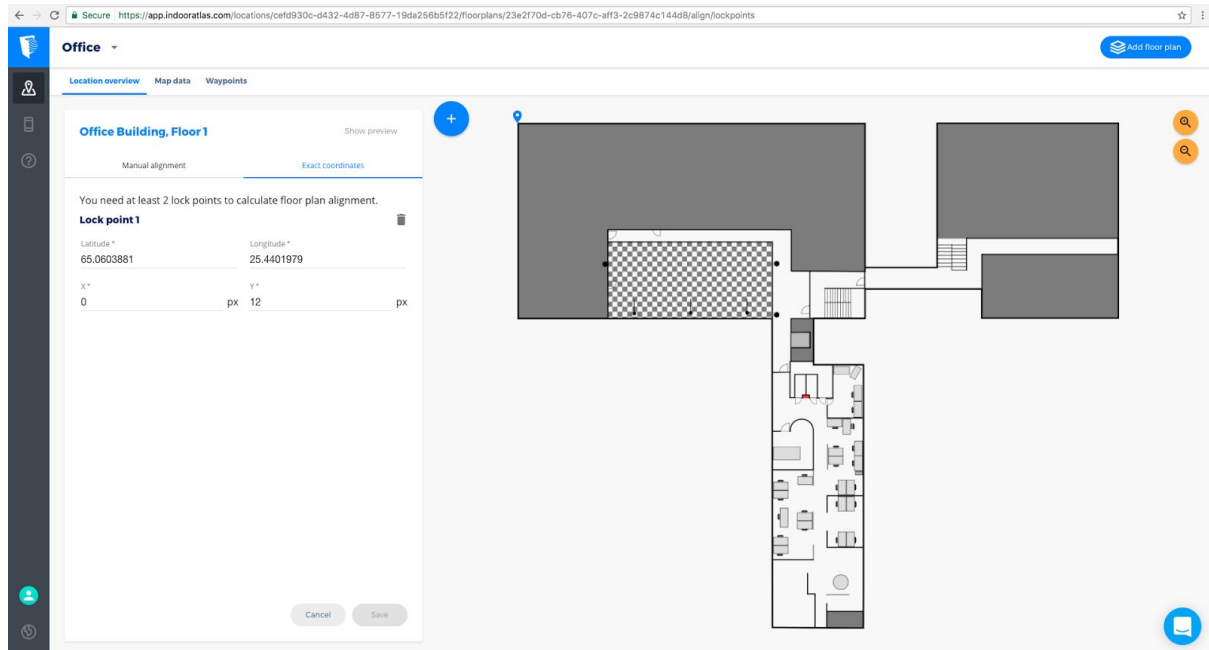 Secure https://app.indooratlas.com/locations/cefd930c-d432-4d87-8577-19da256b5f22/floorplans/23e2f70d-cb76-407c-aff3-2c9874c144d8/align/lockpoints
Office
Add floor plan
Location overview Map data Waypoints
Office Building, Floor 1 Show preview
Manual alignment Exact coordinates
You need at least 2 lock points to calculate floor plan alignment.
Lock point 1
Latitude * Longitude *
65.0603881 25.4401979
X * Y *
0 px 12 px
Cancel Save